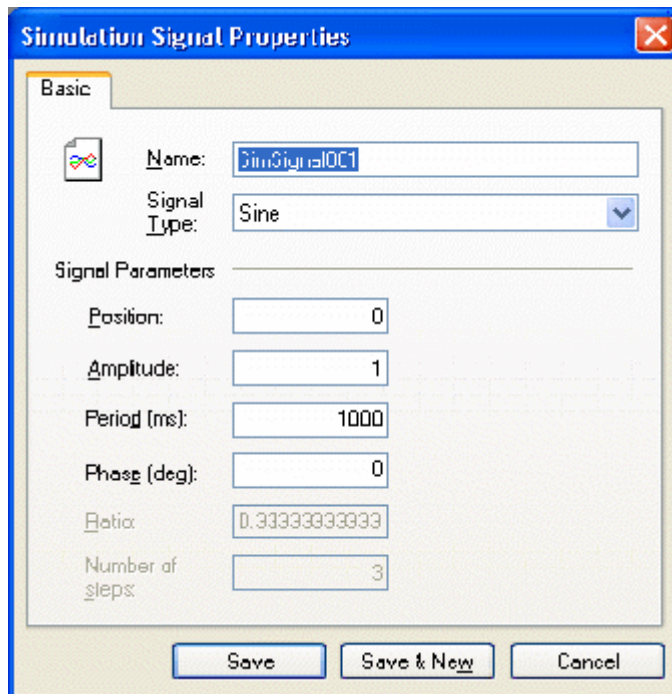 Simulation Signal Properties
Basic
Name: SimSignal001
Signal
Type: Sine
Signal Parameters
Position: 0
Amplitude: 1
Period (ms): 1000
Phase (deg): 0
Ratio: 0.33333333333
Number of
steps: 3
Save Save & New Cancel